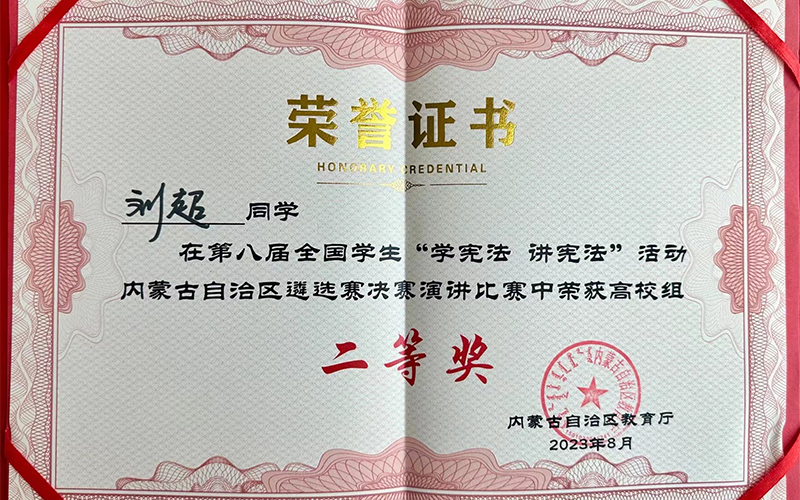 荣誉证书
HONORARY CREDENTIAL
刘超 同学
在第八届全国学生“学宪法 讲宪法”活动
内蒙古自治区遴选赛决赛演讲比赛中荣获高校组
二等奖
内蒙古自治区教育厅
2023年8月